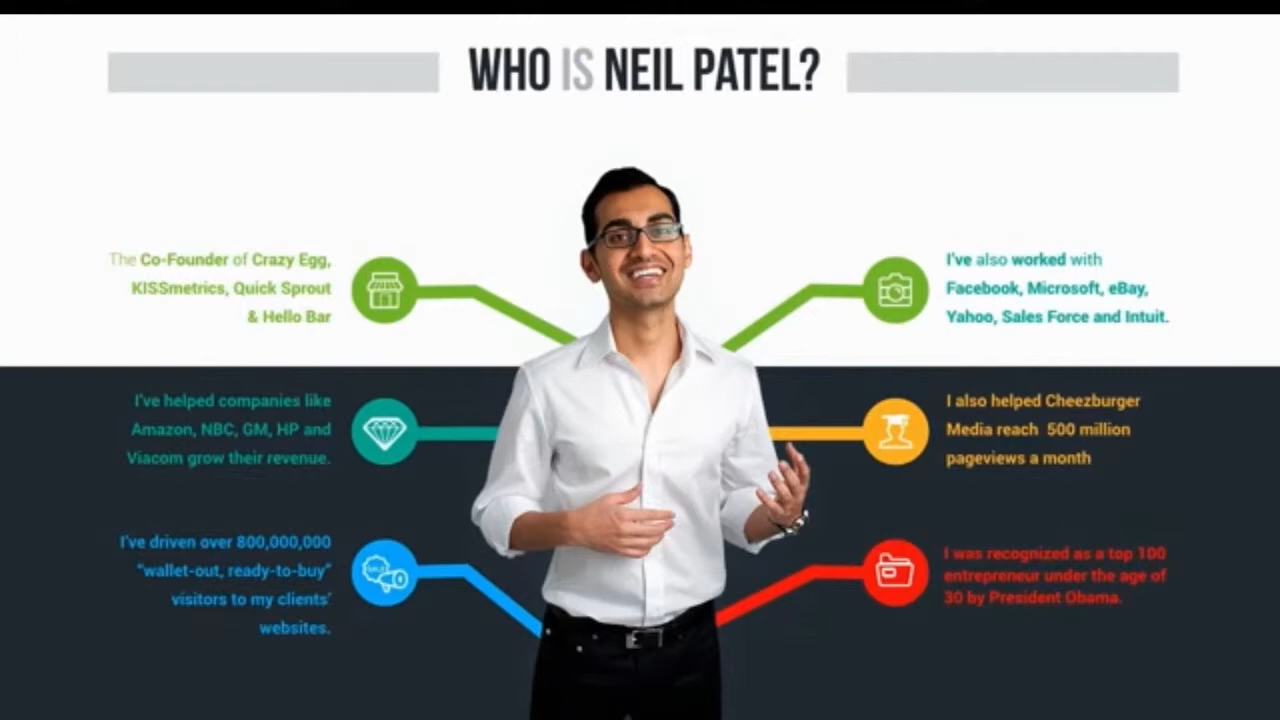 WHO IS NEIL PATEL?
The Co-Founder of Crazy Egg,
KISSmetrics, Quick Sprout
& Hello Bar
I've helped companies like
Amazon, NBC, GM, HP and
Viacom grow their revenue.
I've driven over 800,000,000
"wallet-out, ready-to-buy"
visitors to my clients'
websites.
I've also worked with
Facebook, Microsoft, eBay,
Yahoo, Sales Force and Intuit.
I also helped Cheezburger
Media reach 500 million
pageviews a month
I was recognized as a top 100
entrepreneur under the age of
30 by President Obama.